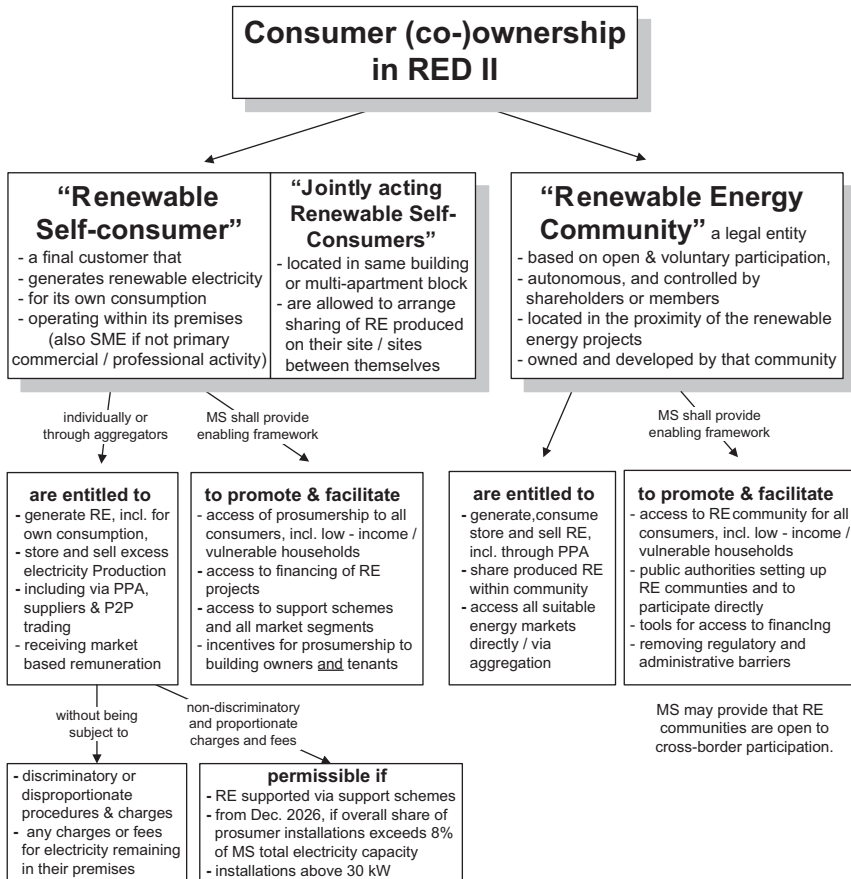 Consumer (co-)ownership
in RED II
“Renewable
Self-consumer”
- a final customer that
- generates renewable electricity
- for its own consumption
- operating within its premises
(also SME if not primary
commercial / professional activity)
“Jointly acting
Renewable Self-
Consumers”
- located in same building
or multi-apartment block
- are allowed to arrange
sharing of RE produced
on their site / sites
between themselves
“Renewable Energy
Community” a legal entity
- based on open & voluntary participation,
- autonomous, and controlled by
shareholders or members
- located in the proximity of the renewable
energy projects
- owned and developed by that community
individually or
through aggregators
MS shall provide
enabling framework
MS shall provide
enabling framework
are entitled to
- generate RE, incl. for
own consumption,
- store and sell excess
electricity Production
- including via PPA,
suppliers & P2P
trading
- receiving market
based remuneration
to promote & facilitate
- access of prosumership to all
consumers, incl. low - income /
vulnerable households
- access to financing of RE
projects
- access to support schemes
and all market segments
- incentives for prosumership to
building owners and tenants
are entitled to
- generate,consume
store and sell RE,
incl. through PPA
- share produced RE
within community
- access all suitable
energy markets
directly / via
aggregation
to promote & facilitate
- access to RE community for all
consumers, incl. low-income /
vulnerable households
- public authorities setting up
RE communties and to
participate directly
- tools for access to financIng
- removing regulatory and
administrative barriers
without being
subject to
non-discriminatory
and proportionate
charges and fees
MS may provide that RE
communities are open to
cross-border participation.
- discriminatory or
disproportionate
procedures & charges
- any charges or fees
for electricity remaining
in their premises
permissible if
- RE supported via support schemes
- from Dec. 2026, if overall share of
prosumer installations exceeds 8%
of MS total electricity capacity
- installations above 30 kW